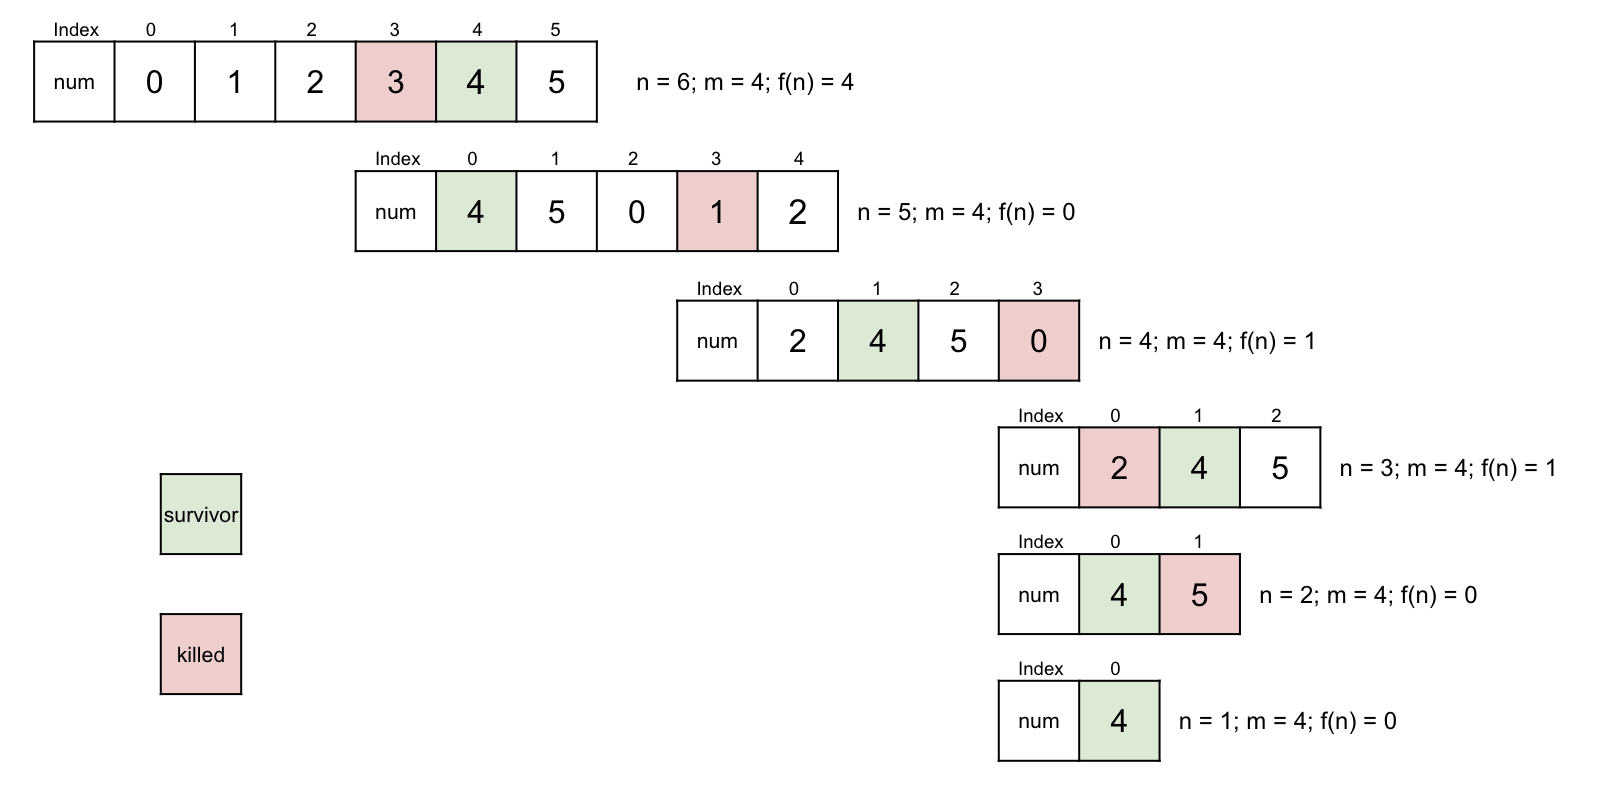 Index 0 1 2 3 4 5
num 0 1 2 3 4 5 n = 6; m = 4; f(n) = 4
Index 0 1 2 3 4
num 4 5 0 1 2 n = 5; m = 4; f(n) = 0
Index 0 1 2 3
num 2 4 5 0 n = 4; m = 4; f(n) = 1
Index 0 1 2
num 2 4 5 n = 3; m = 4; f(n) = 1
survivor
Index 0 1
num 4 5 n = 2; m = 4; f(n) = 0
killed
Index 0
num 4 n = 1; m = 4; f(n) = 0